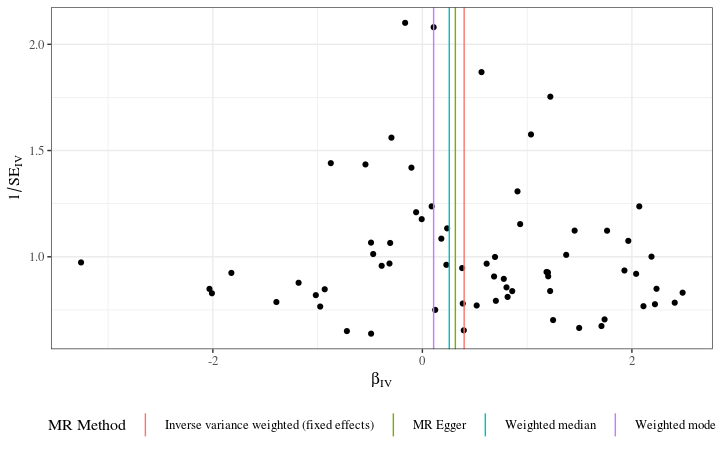 2.0
1.5
1.0
1/SE_IV
-2 0 2
β_IV
MR Method Inverse variance weighted (fixed effects) MR Egger Weighted median Weighted mode